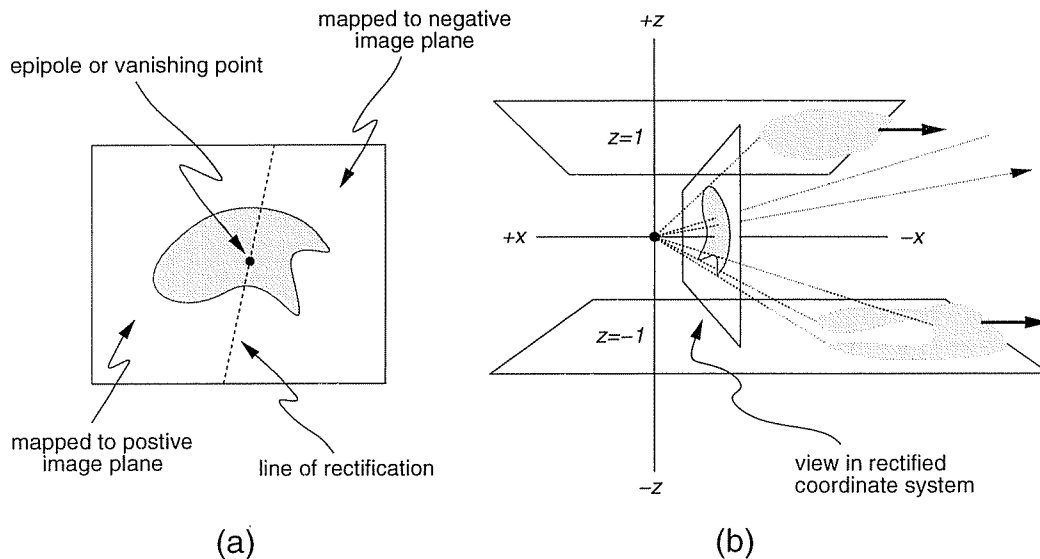 mapped to negative
image plane
epipole or vanishing point
mapped to postive
image plane
line of rectification
(a)
+z
z=1
+x
−x
z=−1
−z
view in rectified
coordinate system
(b)